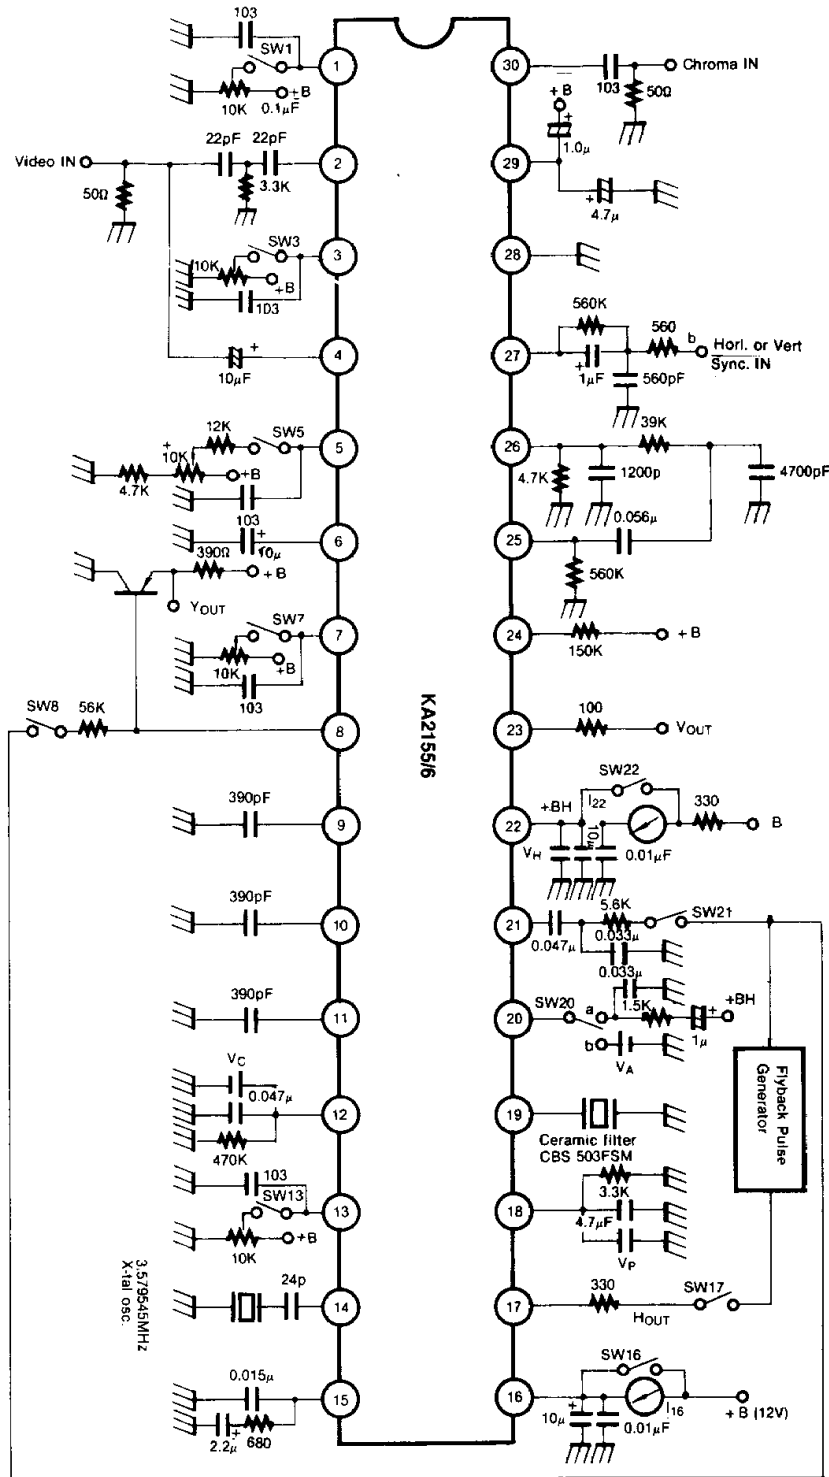 103
SW1
10K
0.1µF
+B
1
Video IN
50Ω
22pF
22pF
3.3K
2
SW3
10K
+B
103
3
10µF
+
4
12K
SW5
+
10K
4.7K
+B
103
5
+
10µ
6
390Ω
+B
YOUT
SW7
10K
+B
103
7
SW8
56K
8
390pF
9
390pF
10
390pF
11
VC
0.047µ
470K
12
103
SW13
10K
+B
13
3.579545MHz
X-tal osc.
24p
14
0.015µ
2.2µ
+
680
15
KA2155/6
30
103
50Ω
Chroma IN
+B
+
1.0µ
29
+
4.7µ
28
560K
27
+
1µF
560
b
Horl. or Vert
Sync. IN
560pF
26
39K
4.7K
1200p
4700pF
0.056µ
25
560K
24
150K
+B
23
100
VOUT
SW22
I22
+BH
22
VH
10µ
0.01µF
330
B
21
0.047µ
5.6K
0.033µ
SW21
0.033µ
1.5K
20
SW20
a
b
VA
+
1µ
+BH
Flyback Pulse
Generator
19
Ceramic filter
CBS 503FSM
3.3K
18
4.7µF
VP
17
330
HOUT
SW17
SW16
16
+
10µ
0.01µF
I16
+B (12V)